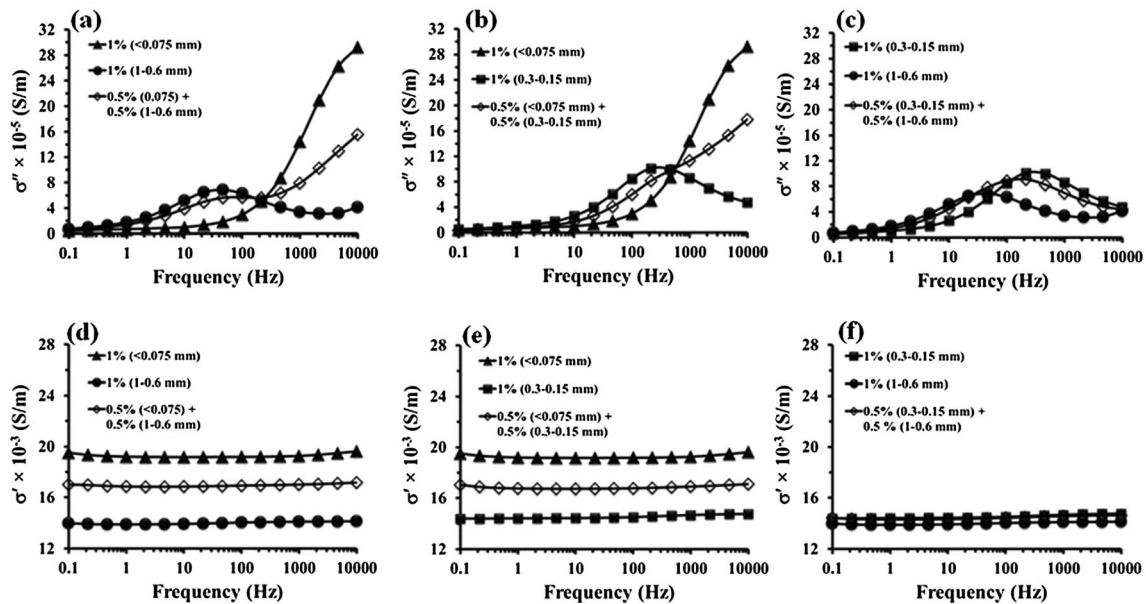 (a)
σ″ × 10⁻⁵ (S/m)
32
28
24
20
16
12
8
4
0
1% (<0.075 mm)
1% (1-0.6 mm)
0.5% (0.075) +
0.5% (1-0.6 mm)
0.1 1 10 100 1000 10000
Frequency (Hz)
(b)
σ″ × 10⁻⁵ (S/m)
32
28
24
20
16
12
8
4
0
1% (<0.075 mm)
1% (0.3-0.15 mm)
0.5% (<0.075 mm) +
0.5% (0.3-0.15 mm)
0.1 1 10 100 1000 10000
Frequency (Hz)
(c)
σ″ × 10⁻⁵ (S/m)
32
28
24
20
16
12
8
4
0
1% (0.3-0.15 mm)
1% (1-0.6 mm)
0.5% (0.3-0.15 mm) +
0.5% (1-0.6 mm)
0.1 1 10 100 1000 10000
Frequency (Hz)
(d)
σ′ × 10⁻³ (S/m)
28
24
20
16
12
1% (<0.075 mm)
1% (1-0.6 mm)
0.5% (<0.075) +
0.5% (1-0.6 mm)
0.1 1 10 100 1000 10000
Frequency (Hz)
(e)
σ′ × 10⁻³ (S/m)
28
24
20
16
12
1% (<0.075 mm)
1% (0.3-0.15 mm)
0.5% (<0.075 mm) +
0.5% (0.3-0.15 mm)
0.1 1 10 100 1000 10000
Frequency (Hz)
(f)
σ′ × 10⁻³ (S/m)
28
24
20
16
12
1% (0.3-0.15 mm)
1% (1-0.6 mm)
0.5% (0.3-0.15 mm) +
0.5 % (1-0.6 mm)
0.1 1 10 100 1000 10000
Frequency (Hz)